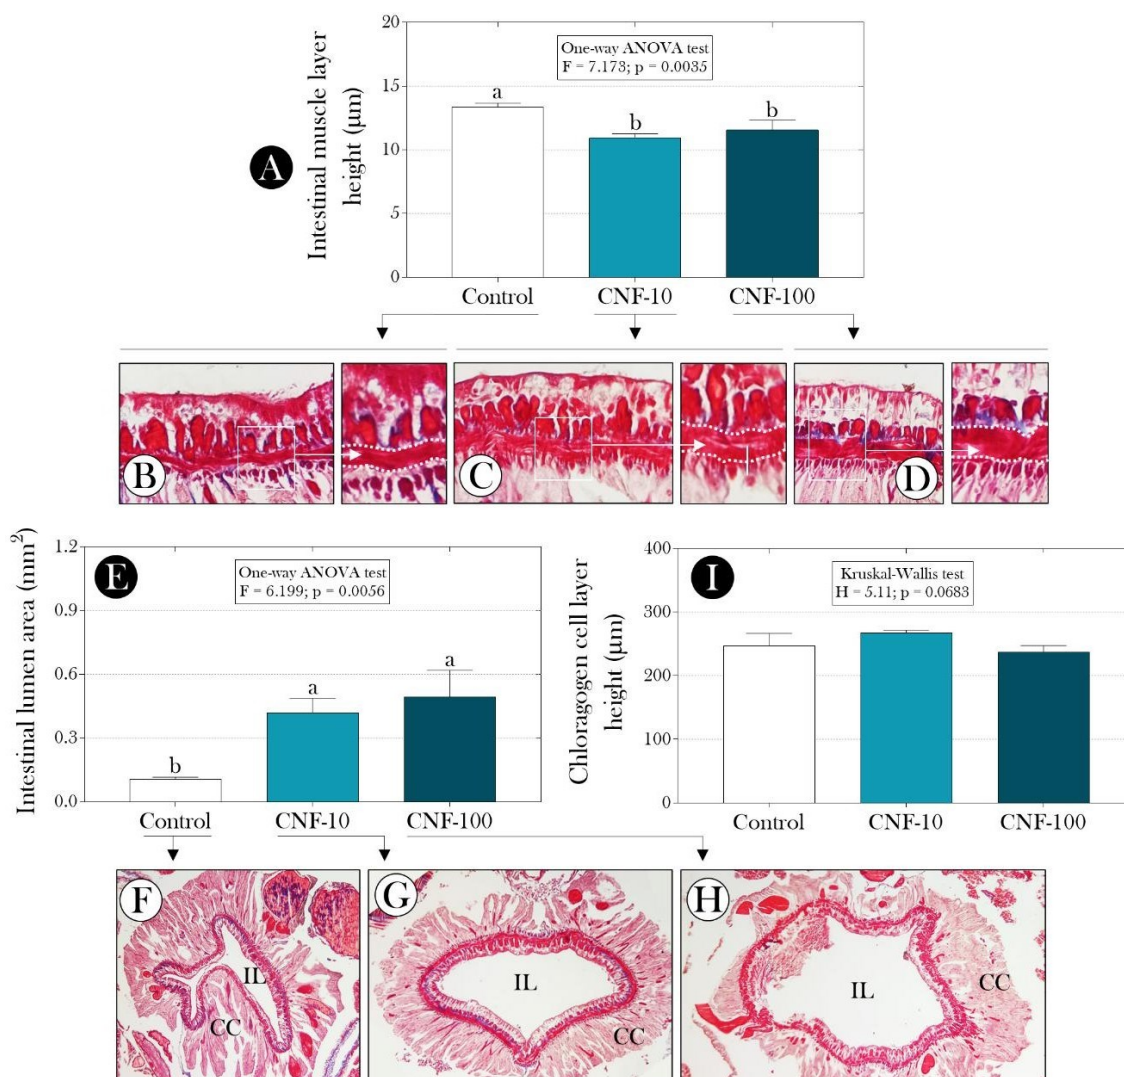 20
15
10
5
0
Intestinal muscle layer
height (µm)
A
One-way ANOVA test
F = 7.173; p = 0.0035
a
b
b
Control
CNF-10
CNF-100
B
C
D
1.2
0.9
0.6
0.3
0.0
Intestinal lumen area (mm²)
E
One-way ANOVA test
F = 6.199; p = 0.0056
b
a
a
Control
CNF-10
CNF-100
400
300
200
100
0
Chloragogen cell layer
height (µm)
I
Kruskal-Wallis test
H = 5.11; p = 0.0683
Control
CNF-10
CNF-100
F
IL
CC
G
IL
CC
H
IL
CC